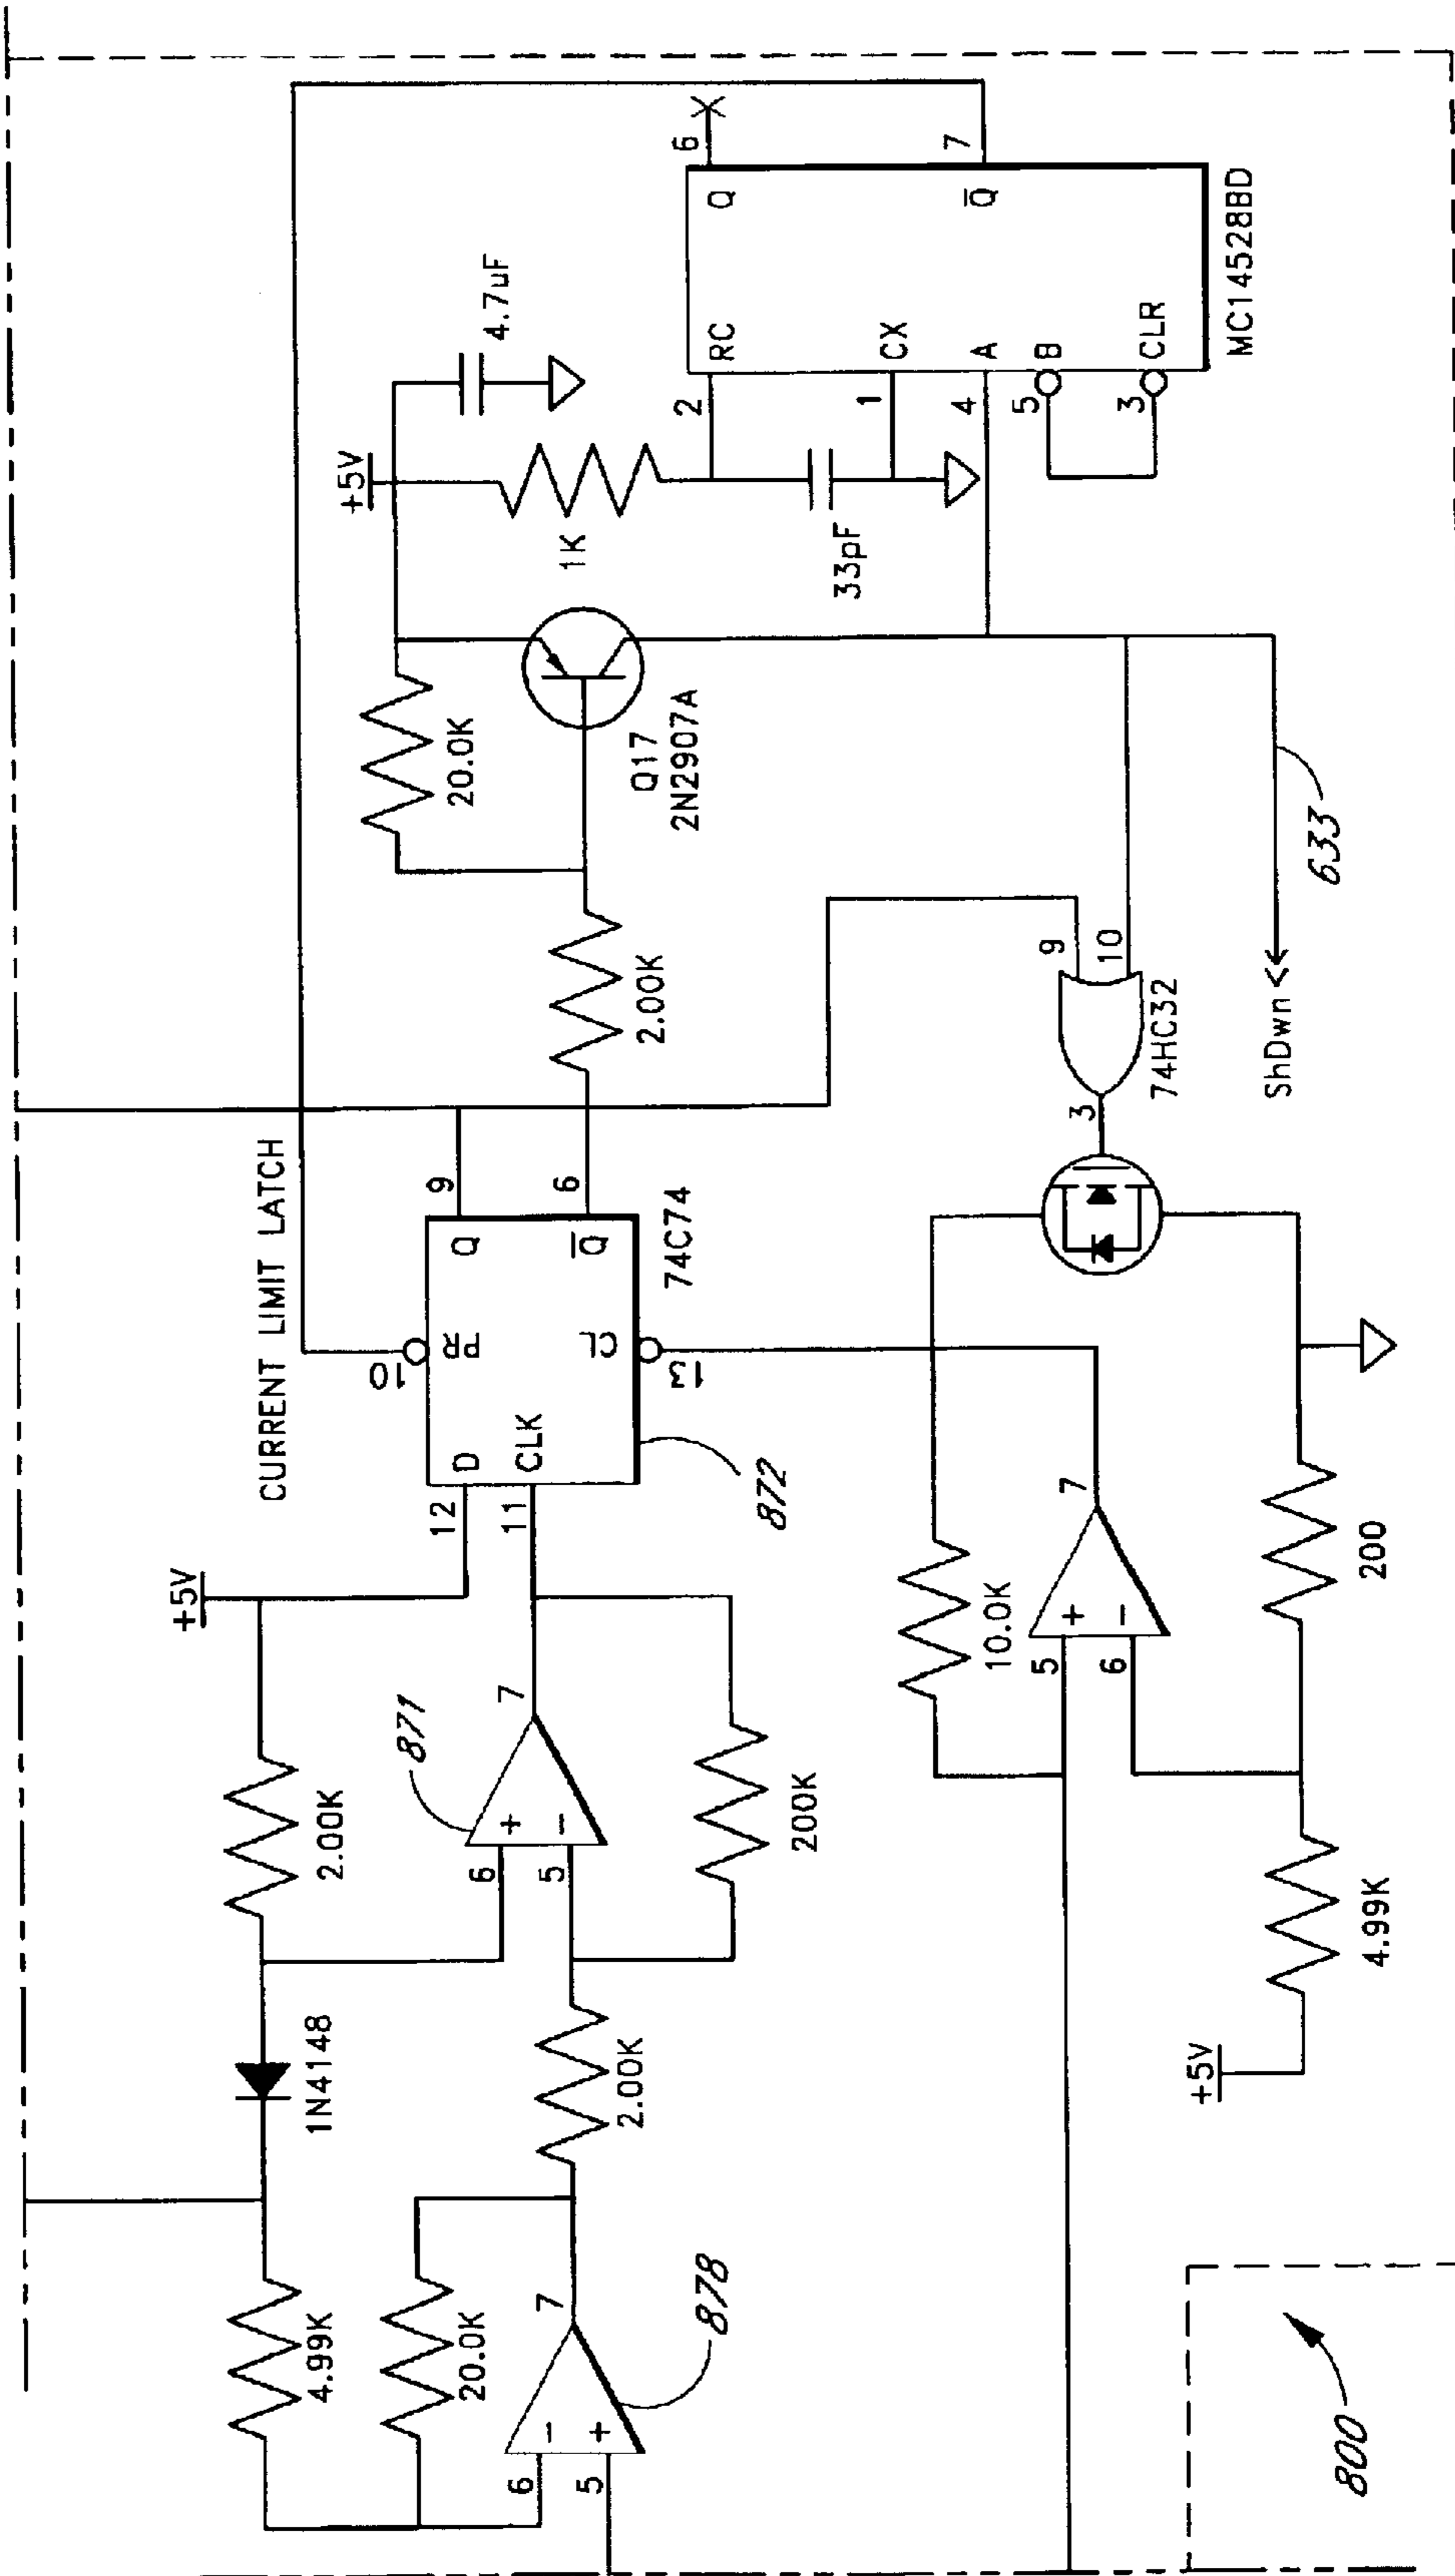 CURRENT LIMIT LATCH
+5V
2.00K
4.99K
1N4148
20.0K
878
6
5
−
+
7
2.00K
871
6
5
+
−
7
200K
12
11
D
CLK
10
PR
CL
13
Q
Q̅
9
6
74C74
872
2.00K
20.0K
Q17
2N2907A
+5V
4.7uF
1K
33pF
2
1
4
5
3
RC
CX
A
B
CLR
Q
Q̅
6
X
7
MC14528BD
10.0K
5
6
+
−
7
+5V
4.99K
200
3
9
10
74HC32
ShDwn <
633
800